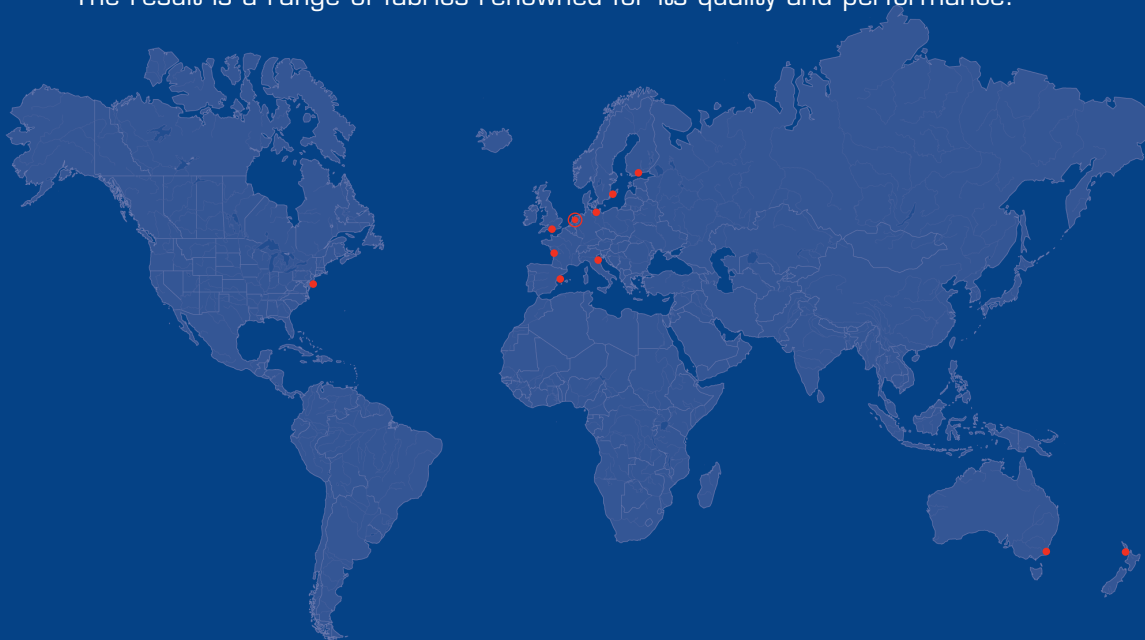 The result is a range of fabrics renowned for its quality and performance.